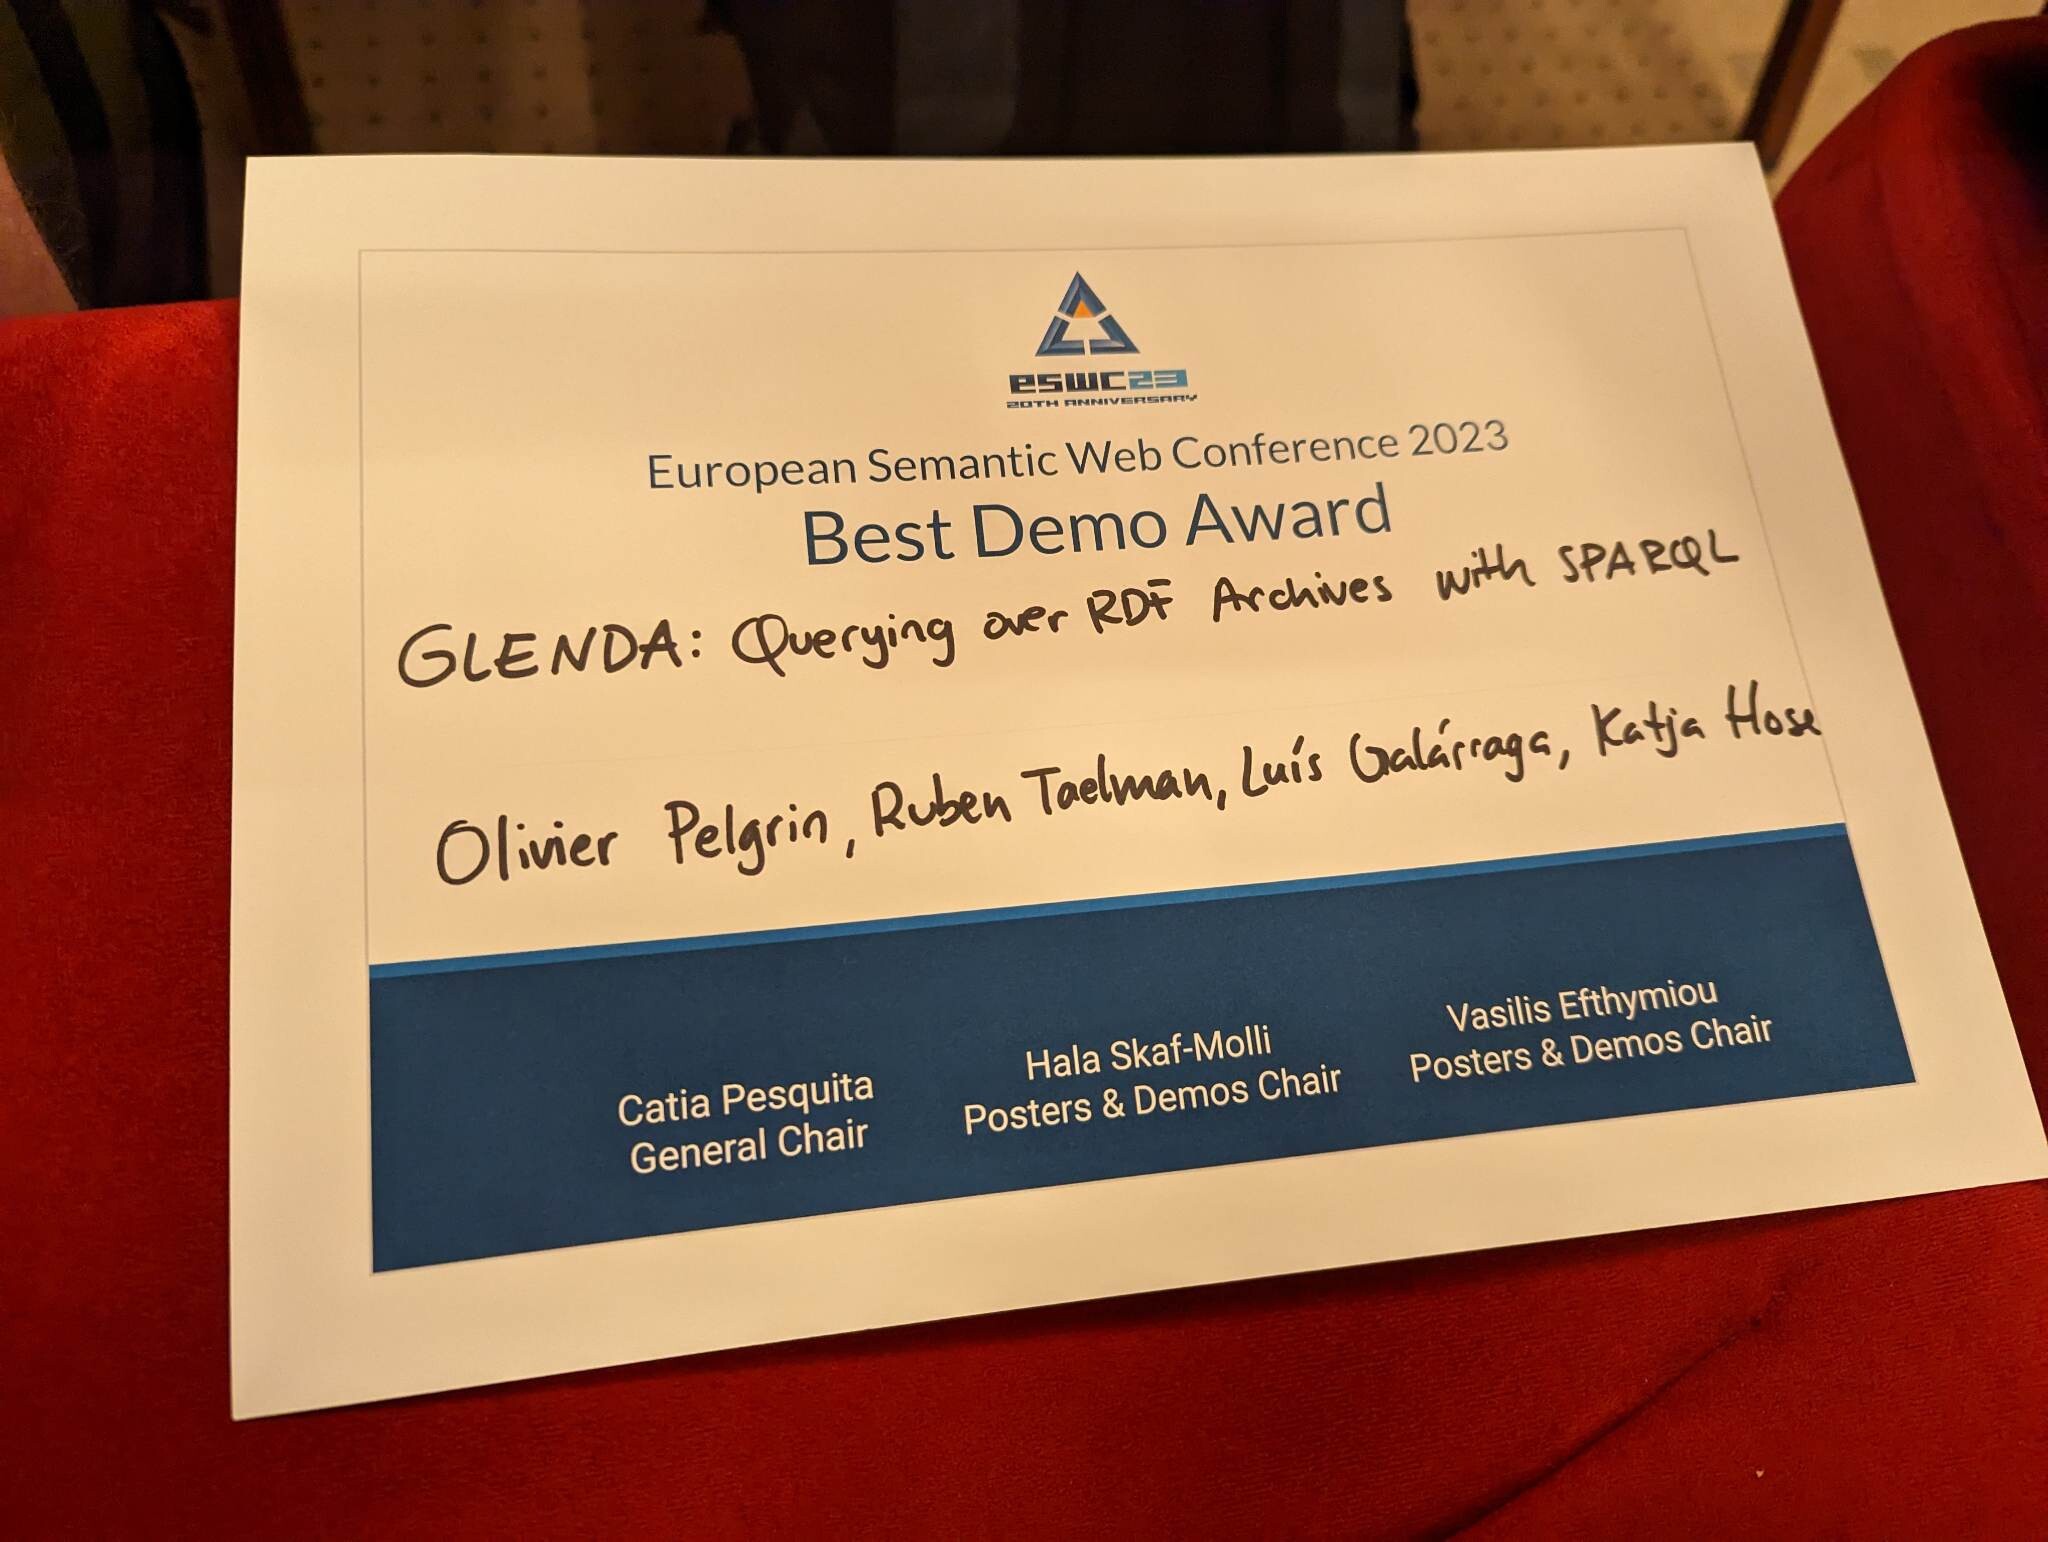 ESWC23
20TH ANNIVERSARY
European Semantic Web Conference 2023
Best Demo Award
GLENDA: Querying over RDF Archives with SPARQL
Olivier Pelgrin, Ruben Taelman, Luís Galárraga, Katja Hose
Catia Pesquita
General Chair
Hala Skaf-Molli
Posters & Demos Chair
Vasilis Efthymiou
Posters & Demos Chair